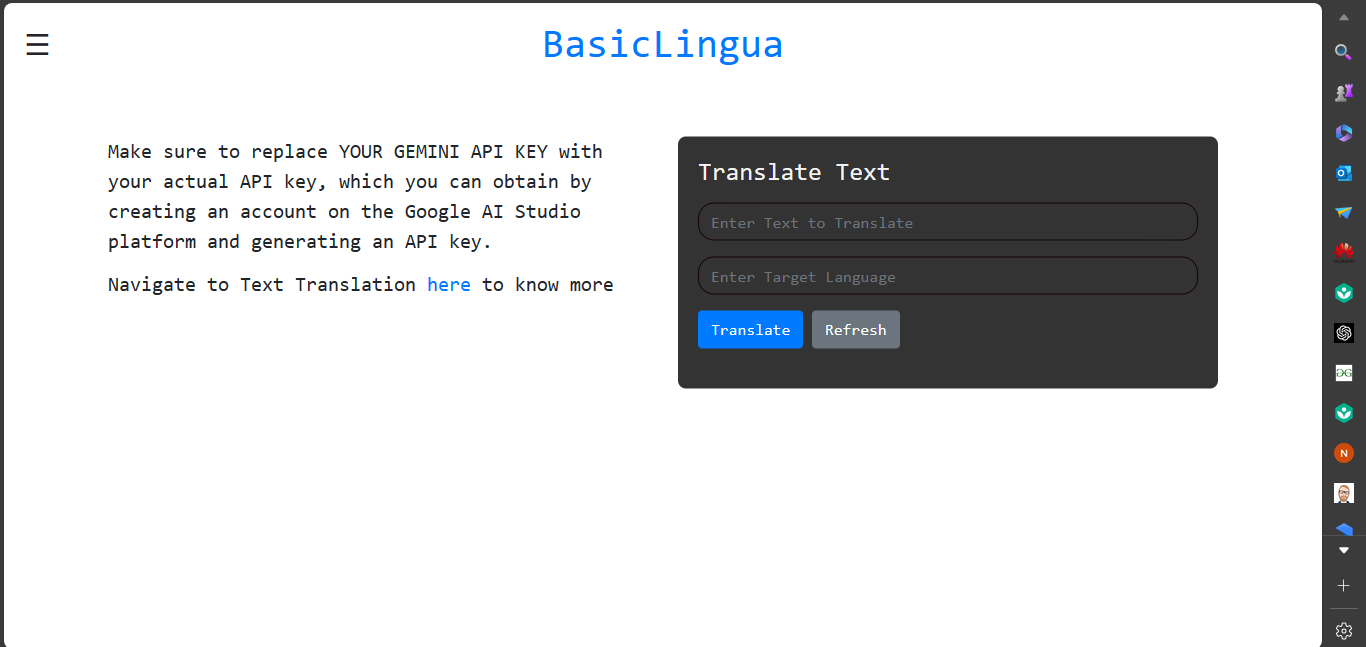 BasicLingua
Make sure to replace YOUR GEMINI API KEY with
your actual API key, which you can obtain by
creating an account on the Google AI Studio
platform and generating an API key.
Navigate to Text Translation here to know more
Translate Text
Enter Text to Translate
Enter Target Language
Translate Refresh
N